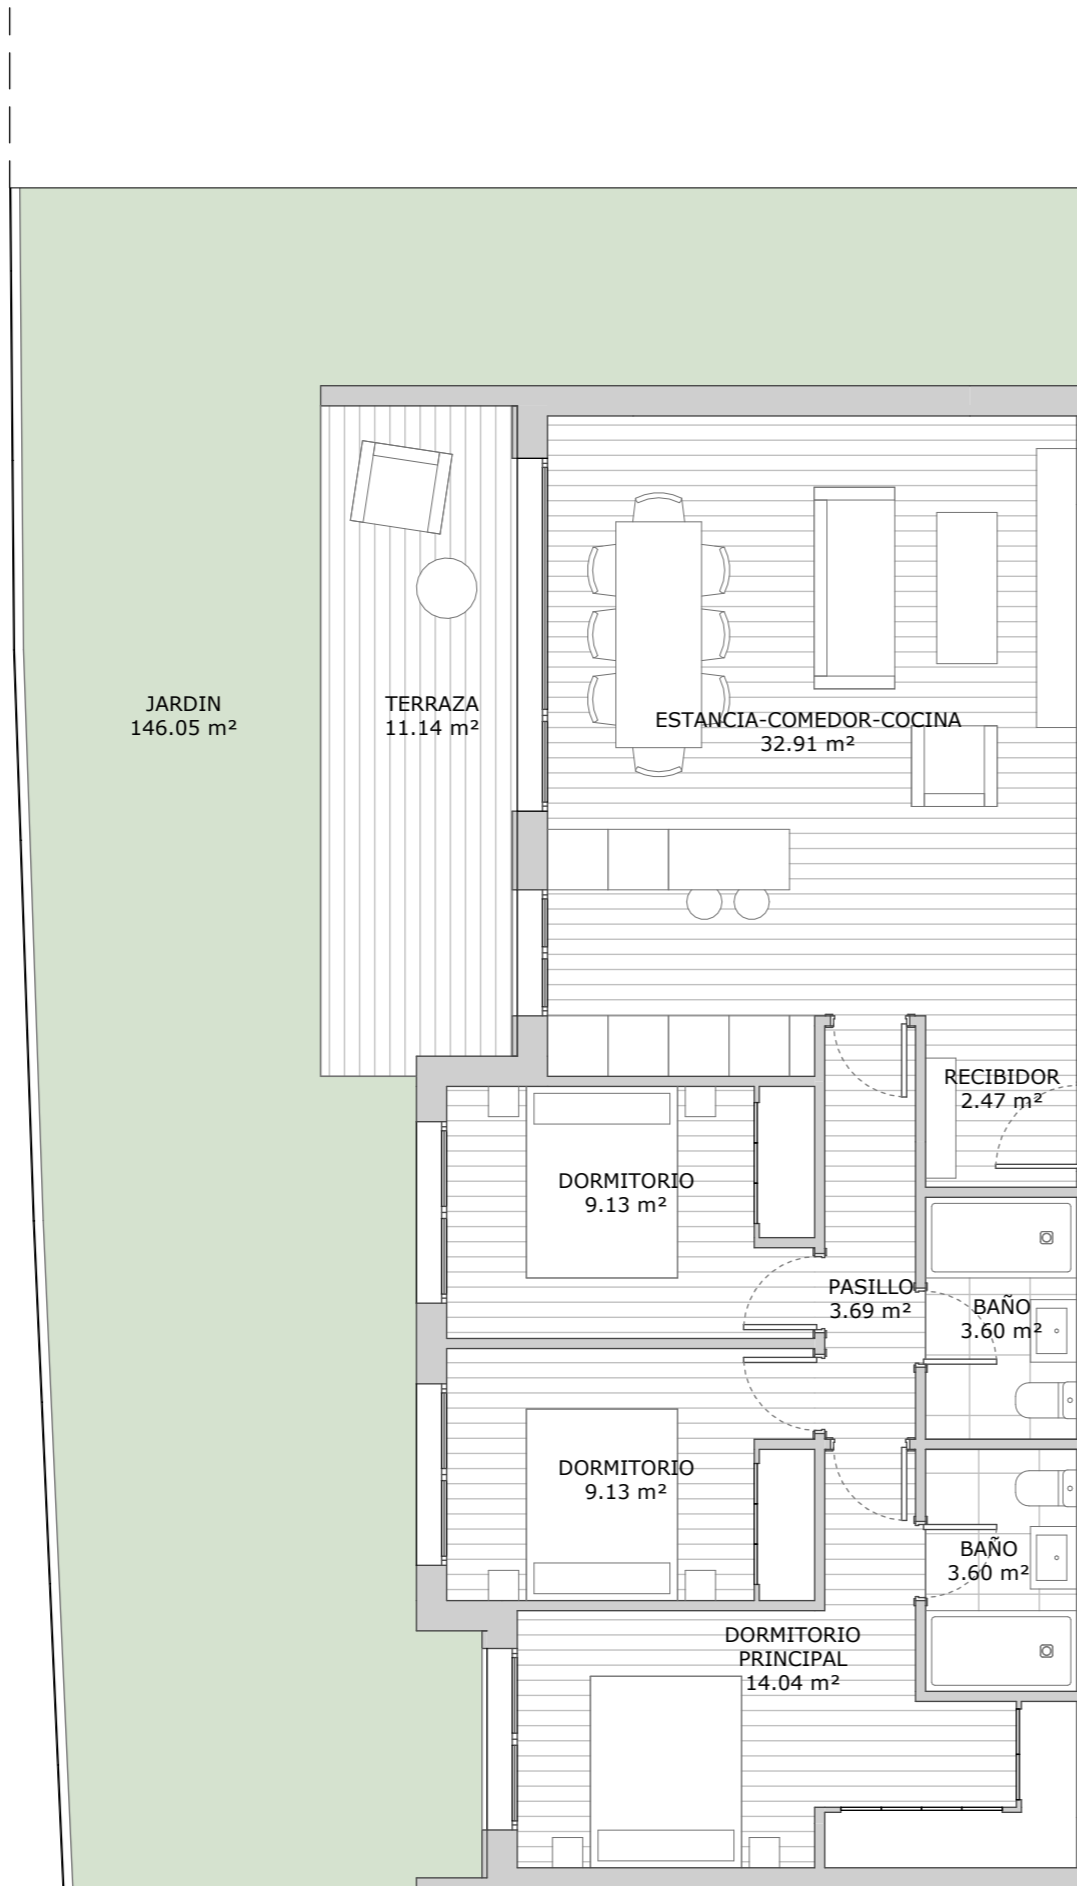 JARDIN
146.05 m²
TERRAZA
11.14 m²
ESTANCIA-COMEDOR-COCINA
32.91 m²
RECIBIDOR
2.47 m²
DORMITORIO
9.13 m²
PASILLO
3.69 m²
BAÑO
3.60 m²
DORMITORIO
9.13 m²
BAÑO
3.60 m²
DORMITORIO
PRINCIPAL
14.04 m²